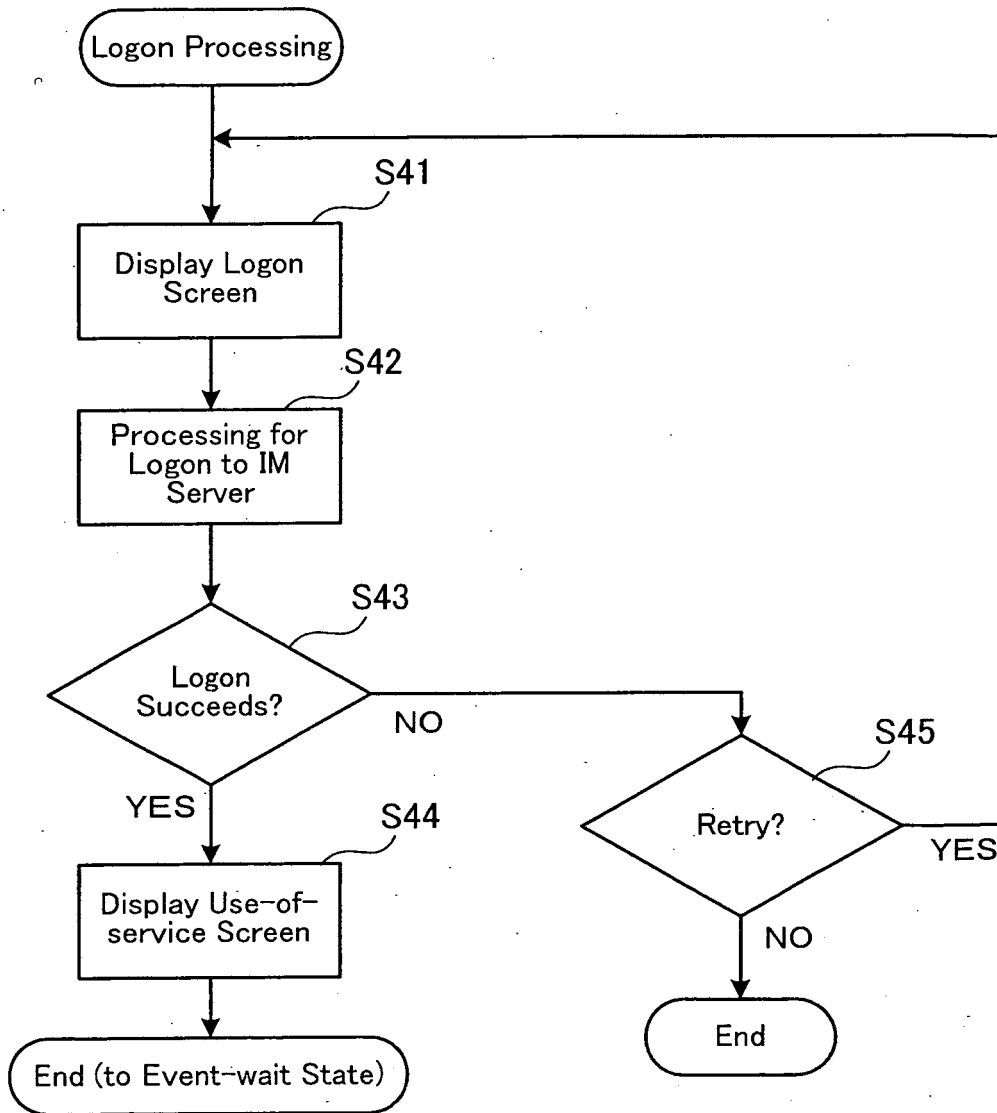 Logon Processing
S41
Display Logon
Screen
S42
Processing for
Logon to IM
Server
S43
Logon
Succeeds?
NO
YES
S45
Retry?
YES
NO
End
S44
Display Use-of-
service Screen
End (to Event-wait State)